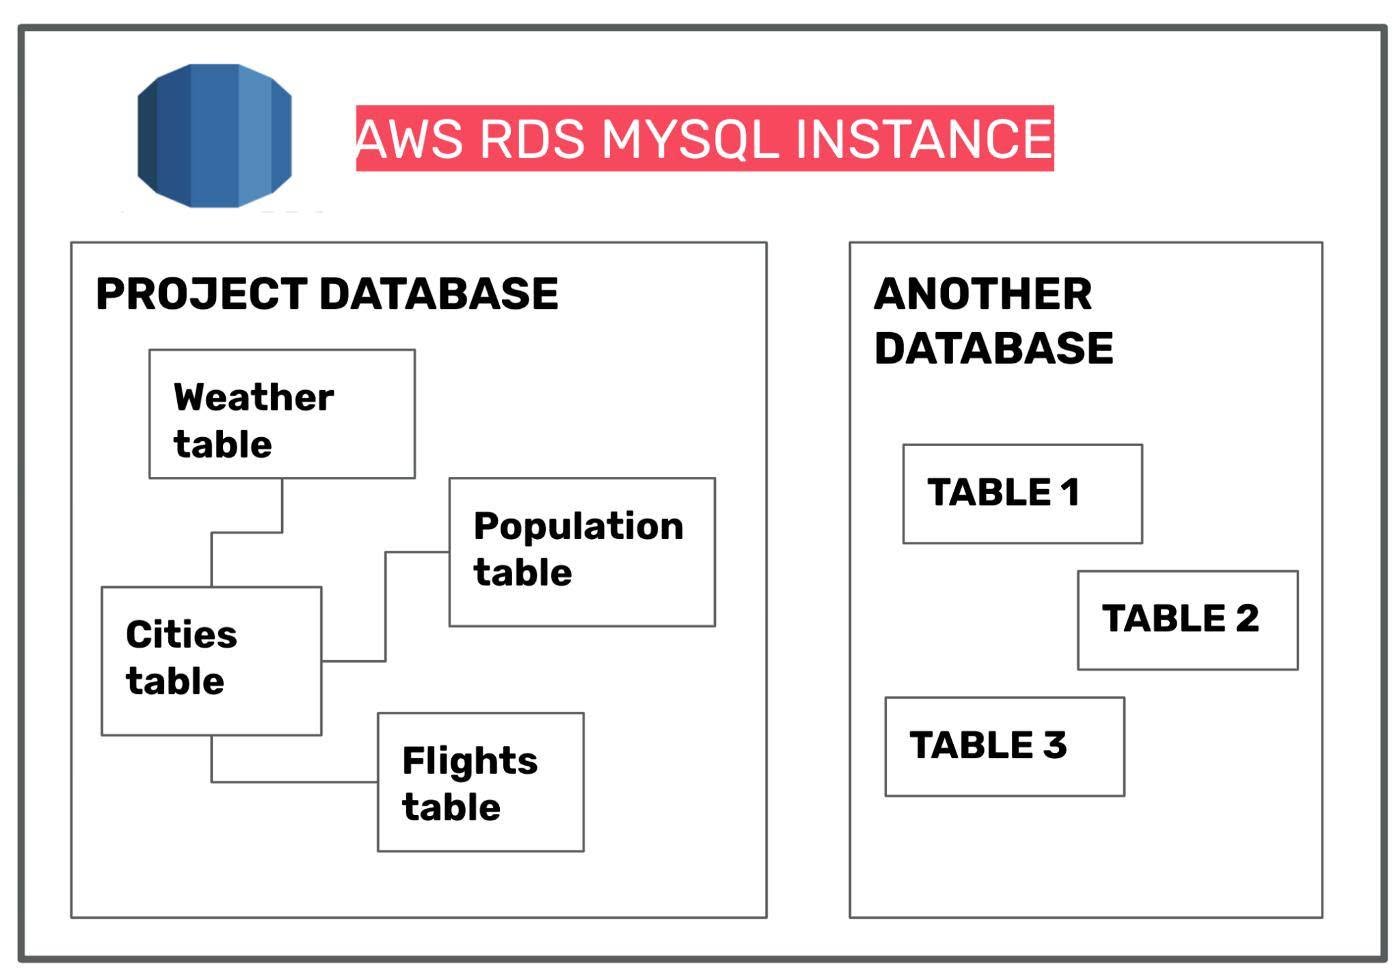 AWS RDS MYSQL INSTANCE
PROJECT DATABASE
Weather
table
Population
table
Cities
table
Flights
table
ANOTHER
DATABASE
TABLE 1
TABLE 2
TABLE 3